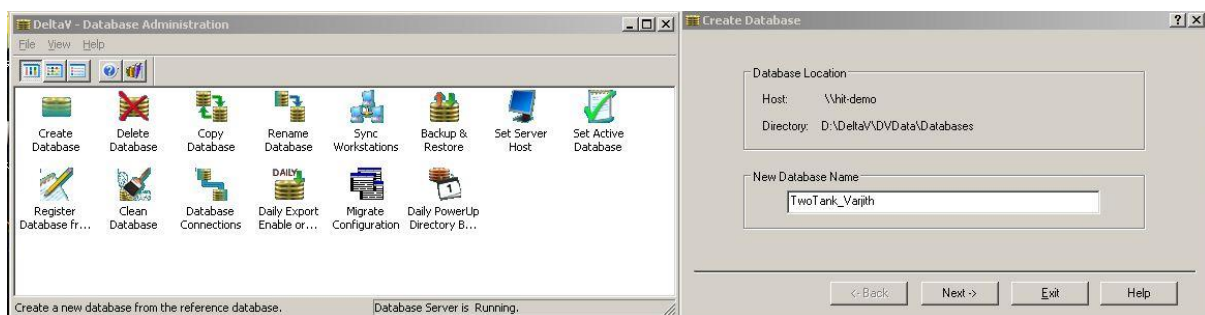 DeltaV - Database Administration
File View Help
Create Database
Delete Database
Copy Database
Rename Database
Sync Workstations
Backup & Restore
Set Server Host
Set Active Database
Register Database fr...
Clean Database
Database Connections
DAILY
Daily Export Enable or...
Migrate Configuration
1
Daily PowerUp Directory B...
Create a new database from the reference database.
Database Server is Running.
Create Database
Database Location
Host: \\hit-demo
Directory: D:\DeltaV\DVData\Databases
New Database Name
TwoTank_Varjith
<- Back
Next ->
Exit
Help